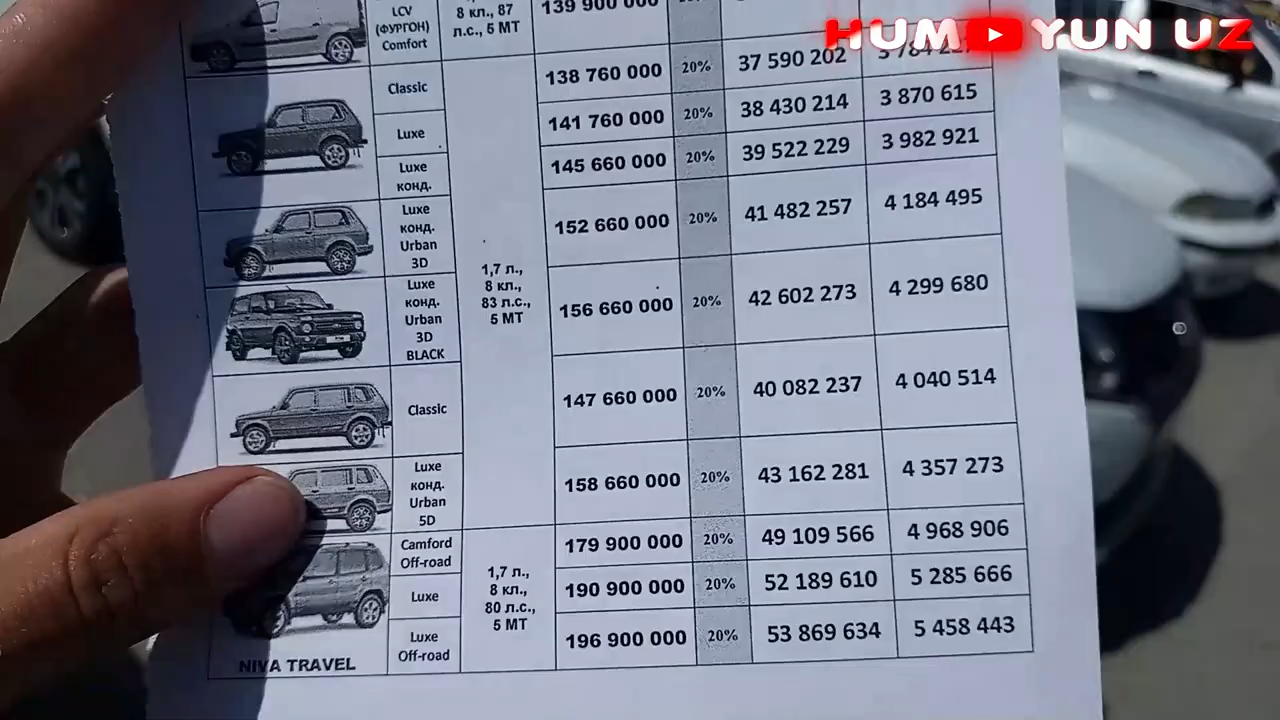 HUMOYUN UZ
LCV
(ФУРГОН)
Comfort
8 кл., 87
л.с., 5 МТ
139 900 000
Classic
138 760 000 20% 37 590 202
Luxe
141 760 000 20% 38 430 214 3 870 615
Luxe
конд.
145 660 000 20% 39 522 229 3 982 921
Luxe
конд.
Urban
3D
152 660 000 20% 41 482 257 4 184 495
1,7 л.,
8 кл.,
83 л.с.,
5 МТ
Luxe
конд.
Urban
3D
BLACK
156 660 000 20% 42 602 273 4 299 680
Classic
147 660 000 20% 40 082 237 4 040 514
Luxe
конд.
Urban
5D
158 660 000 20% 43 162 281 4 357 273
Camford
Off-road
179 900 000 20% 49 109 566 4 968 906
1,7 л.,
8 кл.,
80 л.с.,
5 МТ
Luxe
190 900 000 20% 52 189 610 5 285 666
Luxe
Off-road
196 900 000 20% 53 869 634 5 458 443
NIVA TRAVEL